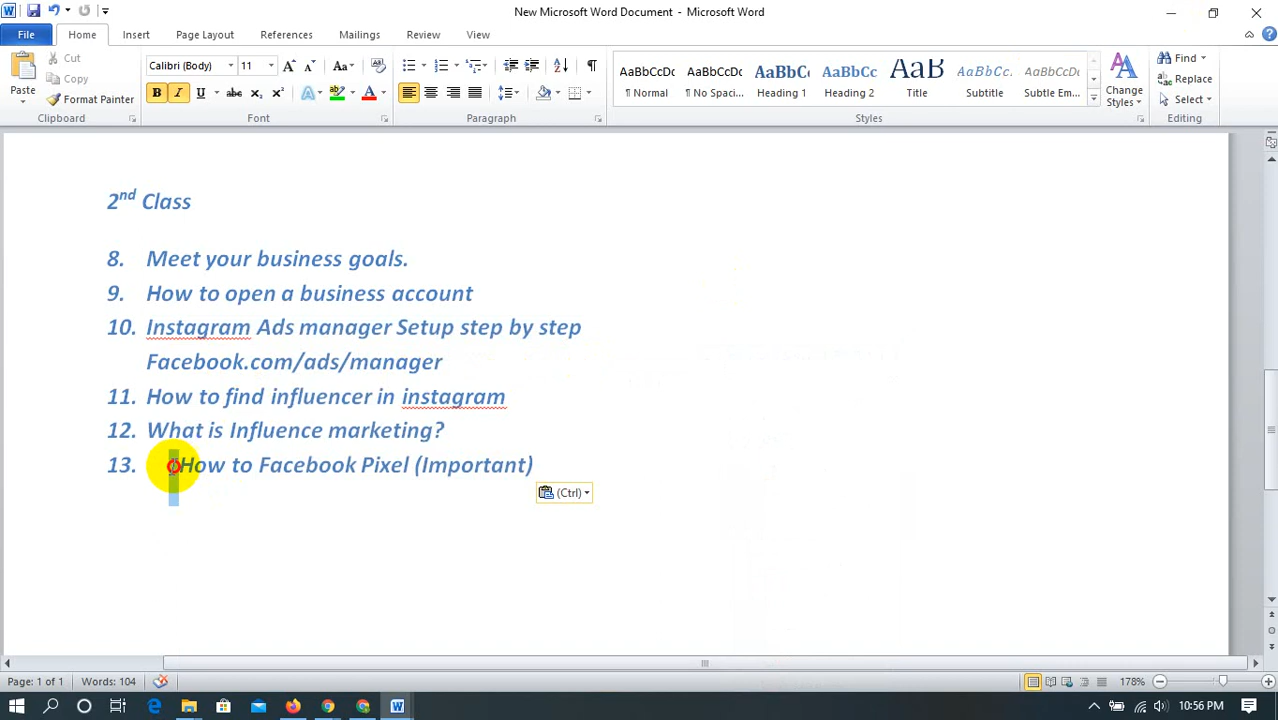 New Microsoft Word Document - Microsoft Word
File Home Insert Page Layout References Mailings Review View
Paste Cut Copy Format Painter
Calibri (Body) 11
AaBbCcDc AaBbCcDc AaBbCc AaBbCc AaB AaBbCc. AaBbCcDc
¶ Normal ¶ No Spaci... Heading 1 Heading 2 Title Subtitle Subtle Em...
Change Styles
Find Replace Select
Clipboard Font Paragraph Styles Editing
2nd Class
8. Meet your business goals.
9. How to open a business account
10. Instagram Ads manager Setup step by step
Facebook.com/ads/manager
11. How to find influencer in instagram
12. What is Influence marketing?
13. How to Facebook Pixel (Important)
(Ctrl)
Page: 1 of 1 Words: 104 178%
10:56 PM